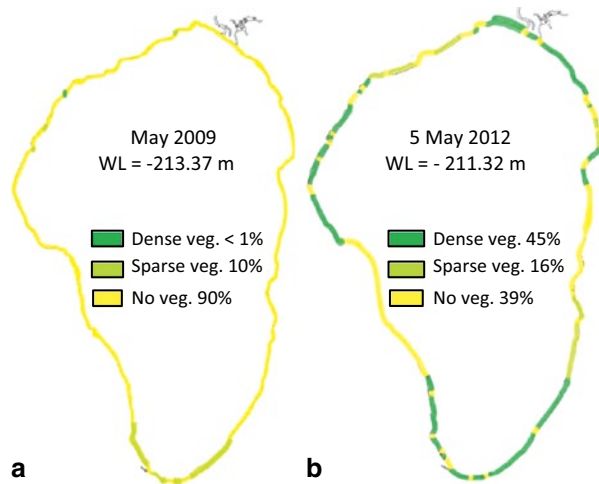 May 2009
WL = -213.37 m
Dense veg. < 1%
Sparse veg. 10%
No veg. 90%
a
5 May 2012
WL = - 211.32 m
Dense veg. 45%
Sparse veg. 16%
No veg. 39%
b